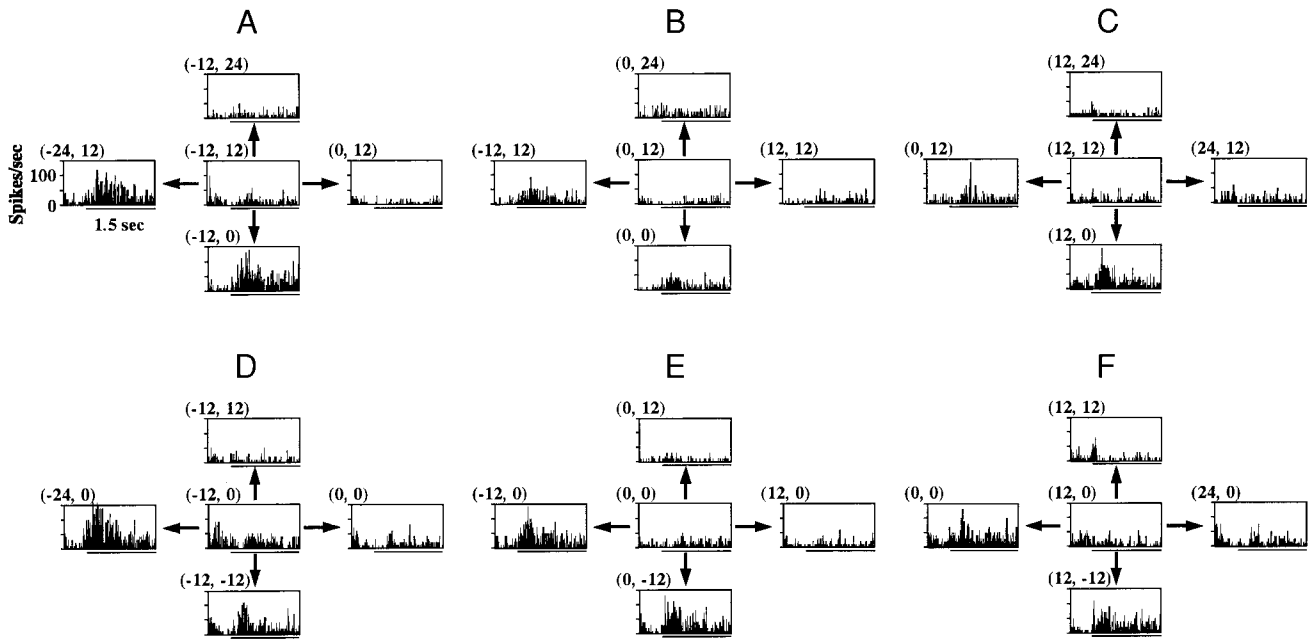 A B C
(-12, 24) (0, 24) (12, 24)
(-24, 12) (-12, 12) (0, 12) (-12, 12) (0, 12) (12, 12) (0, 12) (12, 12) (24, 12)
Spikes/sec
100
0
1.5 sec
(-12, 0) (0, 0) (12, 0)
D E F
(-12, 12) (0, 12) (12, 12)
(-24, 0) (-12, 0) (0, 0) (-12, 0) (0, 0) (12, 0) (0, 0) (12, 0) (24, 0)
(-12, -12) (0, -12) (12, -12)